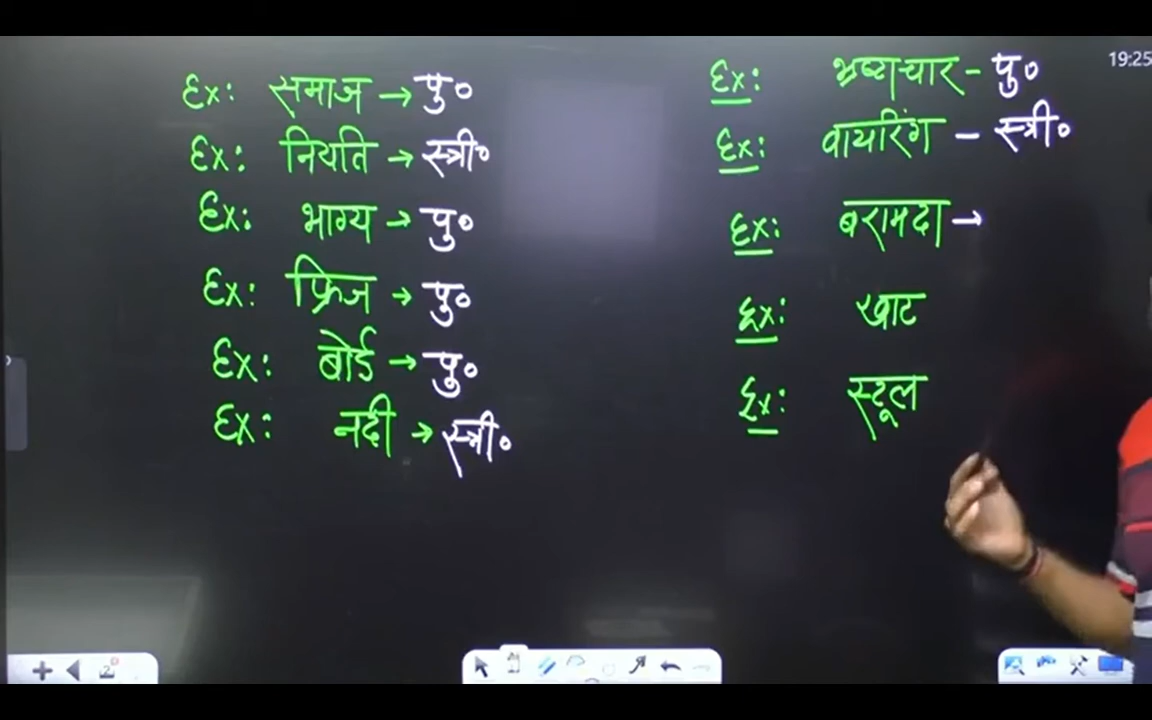 Ex: समाज → पु०
Ex: नियति → स्त्री०
Ex: भाग्य → पु०
Ex: फ्रिज → पु०
Ex: बोर्ड → पु०
Ex: नदी → स्त्री०
Ex: भ्रष्टाचार - पु०
Ex: वायरिंग - स्त्री०
Ex: बरामदा →
Ex: खाट
Ex: स्टूल
19:25